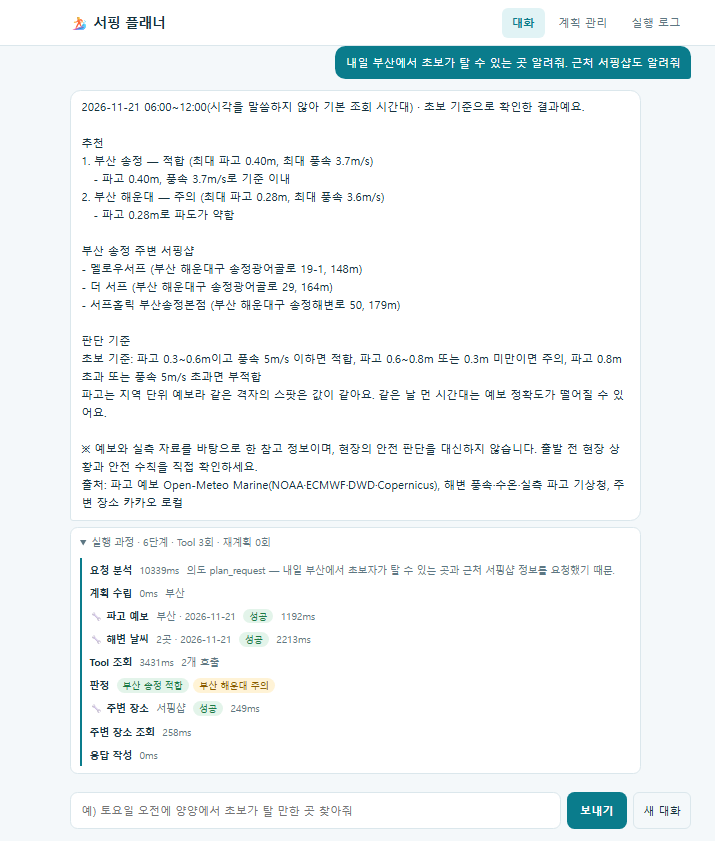 서핑 플래너
대화 계획 관리 실행 로그
내일 부산에서 초보가 탈 수 있는 곳 알려줘. 근처 서핑샵도 알려줘
2026-11-21 06:00~12:00(시각을 말씀하지 않아 기본 조회 시간대) · 초보 기준으로 확인한 결과예요.
추천
1. 부산 송정 — 적합 (최대 파고 0.40m, 최대 풍속 3.7m/s)
- 파고 0.40m, 풍속 3.7m/s로 기준 이내
2. 부산 해운대 — 주의 (최대 파고 0.28m, 최대 풍속 3.6m/s)
- 파고 0.28m로 파도가 약함
부산 송정 주변 서핑샵
- 멜로우서프 (부산 해운대구 송정광어골로 19-1, 148m)
- 더 서프 (부산 해운대구 송정광어골로 29, 164m)
- 서프홀릭 부산송정본점 (부산 해운대구 송정해변로 50, 179m)
판단 기준
초보 기준: 파고 0.3~0.6m이고 풍속 5m/s 이하면 적합, 파고 0.6~0.8m 또는 0.3m 미만이면 주의, 파고 0.8m
초과 또는 풍속 5m/s 초과면 부적합
파고는 지역 단위 예보라 같은 격자의 스팟은 값이 같아요. 같은 날 먼 시간대는 예보 정확도가 떨어질 수 있
어요.
※ 예보와 실측 자료를 바탕으로 한 참고 정보이며, 현장의 안전 판단을 대신하지 않습니다. 출발 전 현장 상
황과 안전 수칙을 직접 확인하세요.
출처: 파고 예보 Open-Meteo Marine(NOAA·ECMWF·DWD·Copernicus), 해변 풍속·수온·실측 파고 기상청, 주
변 장소 카카오 로컬
▼ 실행 과정 · 6단계 · Tool 3회 · 재계획 0회
요청 분석 10339ms 의도 plan_request — 내일 부산에서 초보자가 탈 수 있는 곳과 근처 서핑샵 정보를 요청했기 때문.
계획 수립 0ms 부산
파고 예보 부산 · 2026-11-21 성공 1192ms
해변 날씨 2곳 · 2026-11-21 성공 2213ms
Tool 조회 3431ms 2개 호출
판정 부산 송정 적합 부산 해운대 주의
주변 장소 서핑샵 성공 249ms
주변 장소 조회 258ms
응답 작성 0ms
예) 토요일 오전에 양양에서 초보가 탈 만한 곳 찾아줘 보내기 새 대화